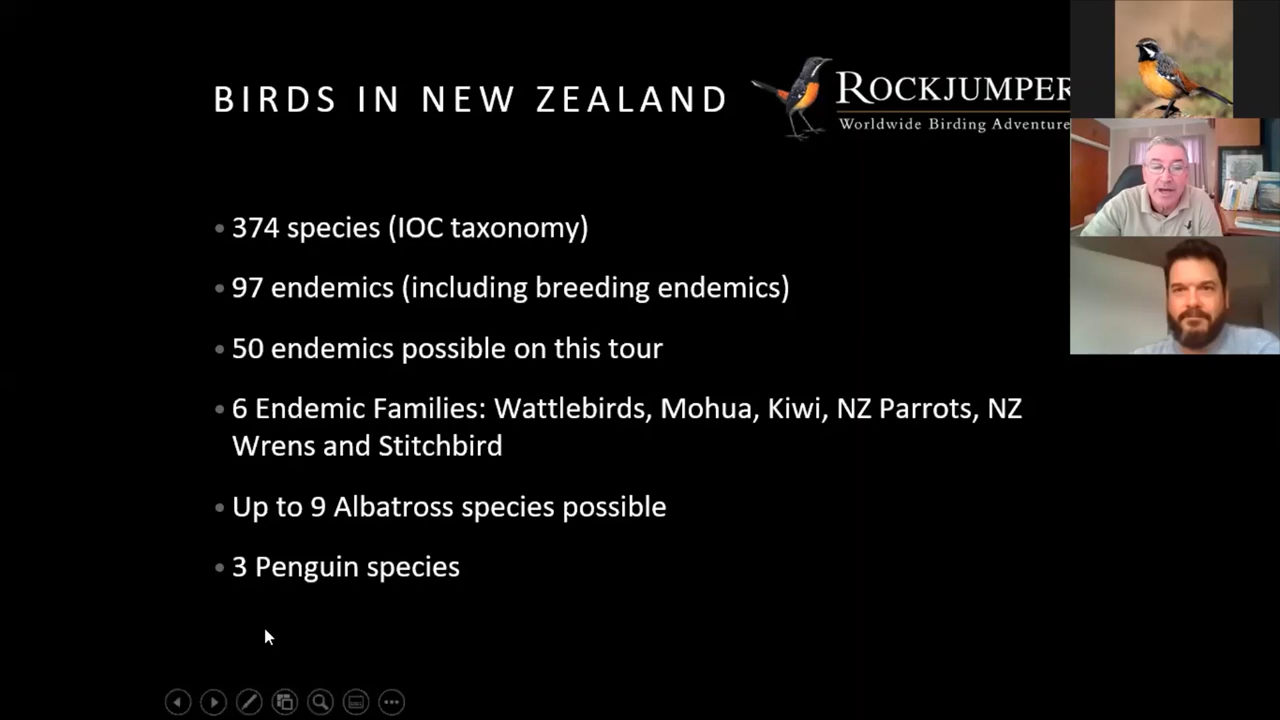 BIRDS IN NEW ZEALAND
ROCKJUMPER
Worldwide Birding Adventure
• 374 species (IOC taxonomy)
• 97 endemics (including breeding endemics)
• 50 endemics possible on this tour
• 6 Endemic Families: Wattlebirds, Mohua, Kiwi, NZ Parrots, NZ
Wrens and Stitchbird
• Up to 9 Albatross species possible
• 3 Penguin species